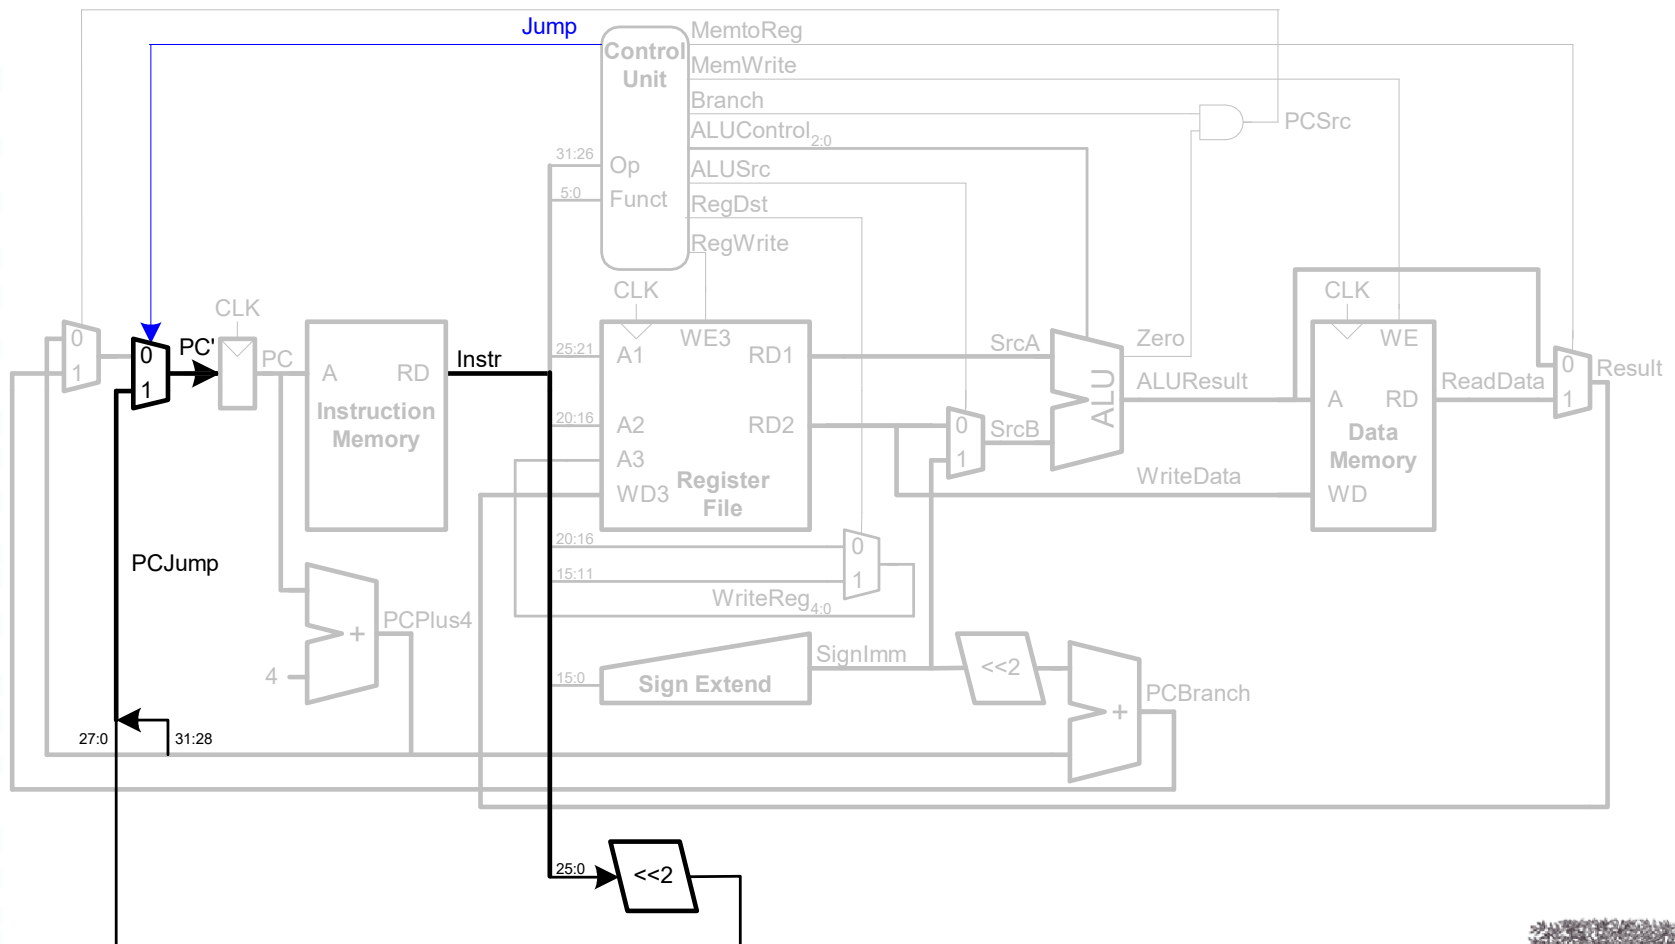 Jump
Control
Unit
MemtoReg
MemWrite
Branch
ALUControl2:0
PCSrc
31:26
Op
ALUSrc
5:0
Funct
RegDst
RegWrite
CLK
CLK
CLK
0
1
0
1
PC'
PC
A
RD
Instruction
Memory
Instr
25:21
A1
WE3
RD1
20:16
A2
RD2
A3
WD3
Register
File
SrcA
0
1
SrcB
ALU
Zero
ALUResult
WE
A
RD
Data
Memory
WD
ReadData
WriteData
0
1
Result
20:16
0
15:11
1
WriteReg4:0
PCJump
+
PCPlus4
4
SignImm
<<2
15:0
Sign Extend
+
PCBranch
27:0
31:28
25:0
<<2